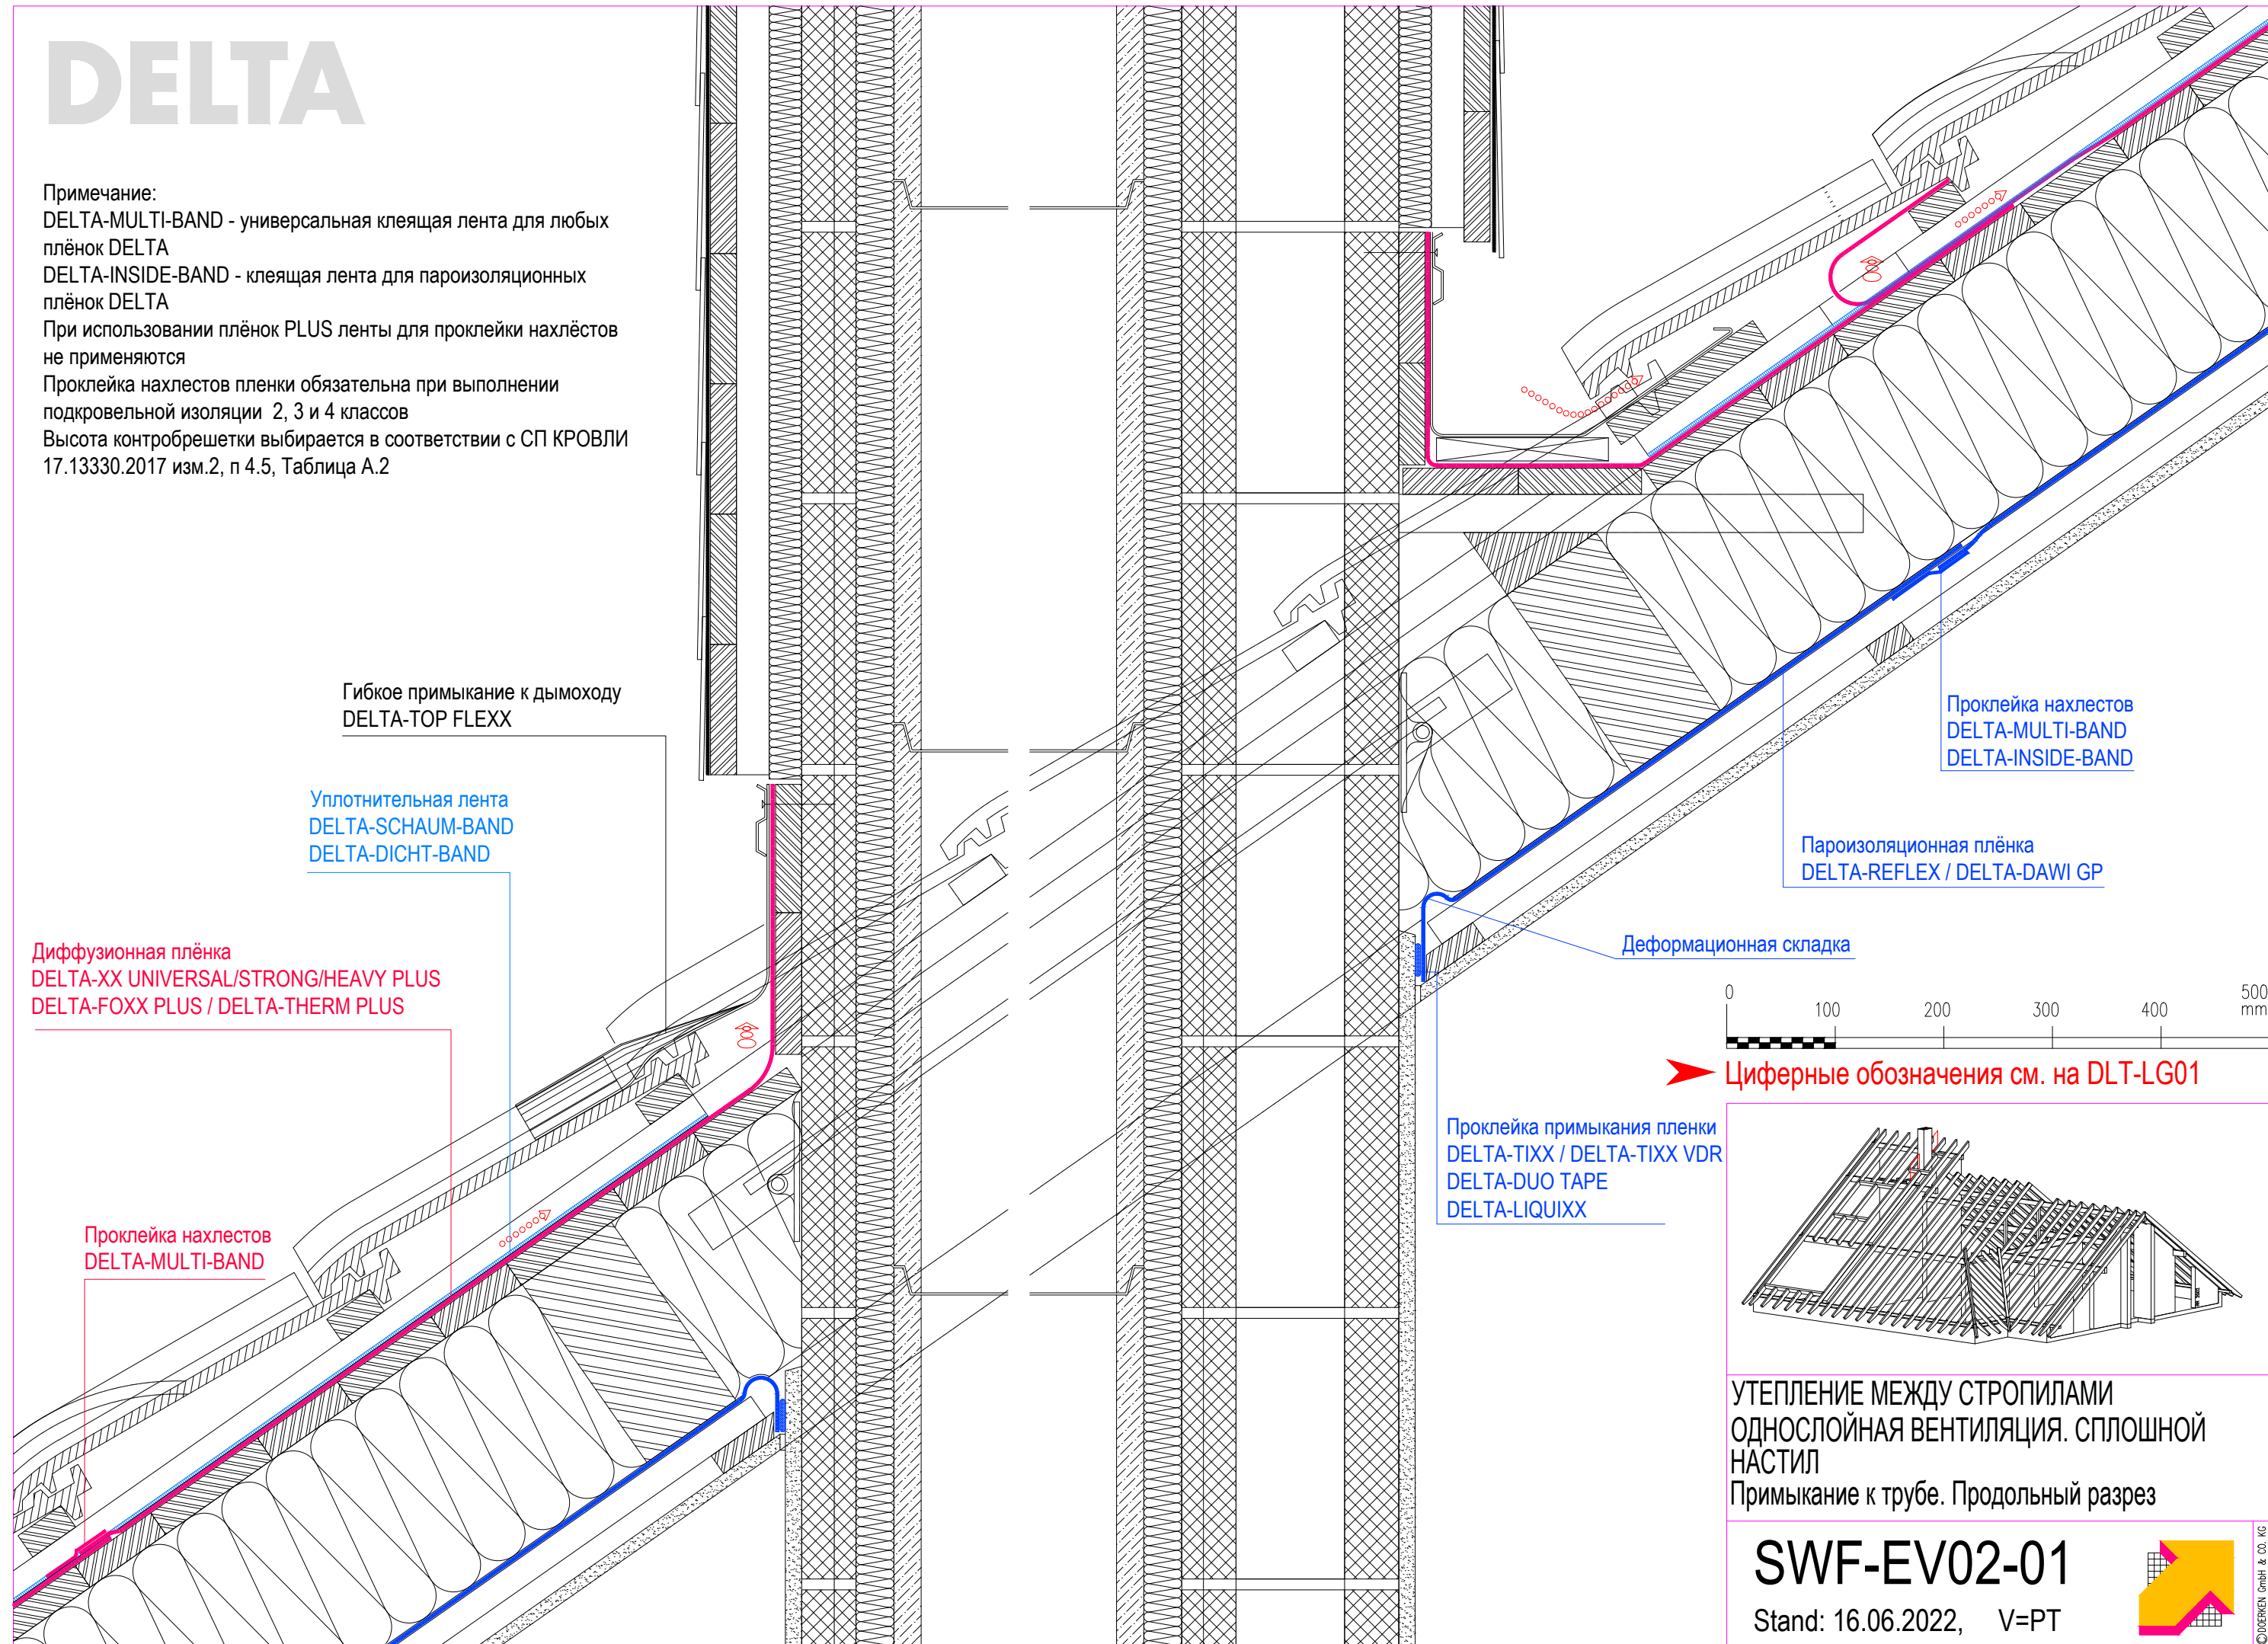 DELTA
Примечание:
DELTA-MULTI-BAND - универсальная клеящая лента для любых
плёнок DELTA
DELTA-INSIDE-BAND - клеящая лента для пароизоляционных
плёнок DELTA
При использовании плёнок PLUS ленты для проклейки нахлёстов
не применяются
Проклейка нахлестов пленки обязательна при выполнении
подкровельной изоляции 2, 3 и 4 классов
Высота контробрешетки выбирается в соответствии с СП КРОВЛИ
17.13330.2017 изм.2, п 4.5, Таблица А.2
Гибкое примыкание к дымоходу
DELTA-TOP FLEXX
Уплотнительная лента
DELTA-SCHAUM-BAND
DELTA-DICHT-BAND
Диффузионная плёнка
DELTA-XX UNIVERSAL/STRONG/HEAVY PLUS
DELTA-FOXX PLUS / DELTA-THERM PLUS
Проклейка нахлестов
DELTA-MULTI-BAND
Проклейка нахлестов
DELTA-MULTI-BAND
DELTA-INSIDE-BAND
Пароизоляционная плёнка
DELTA-REFLEX / DELTA-DAWI GP
Деформационная складка
0 100 200 300 400 500
mm
Циферные обозначения см. на DLT-LG01
Проклейка примыкания пленки
DELTA-TIXX / DELTA-TIXX VDR
DELTA-DUO TAPE
DELTA-LIQUIXX
УТЕПЛЕНИЕ МЕЖДУ СТРОПИЛАМИ
ОДНОСЛОЙНАЯ ВЕНТИЛЯЦИЯ. СПЛОШНОЙ
НАСТИЛ
Примыкание к трубе. Продольный разрез
SWF-EV02-01
Stand: 16.06.2022, V=PT
©DOERKEN GmbH & CO. KG